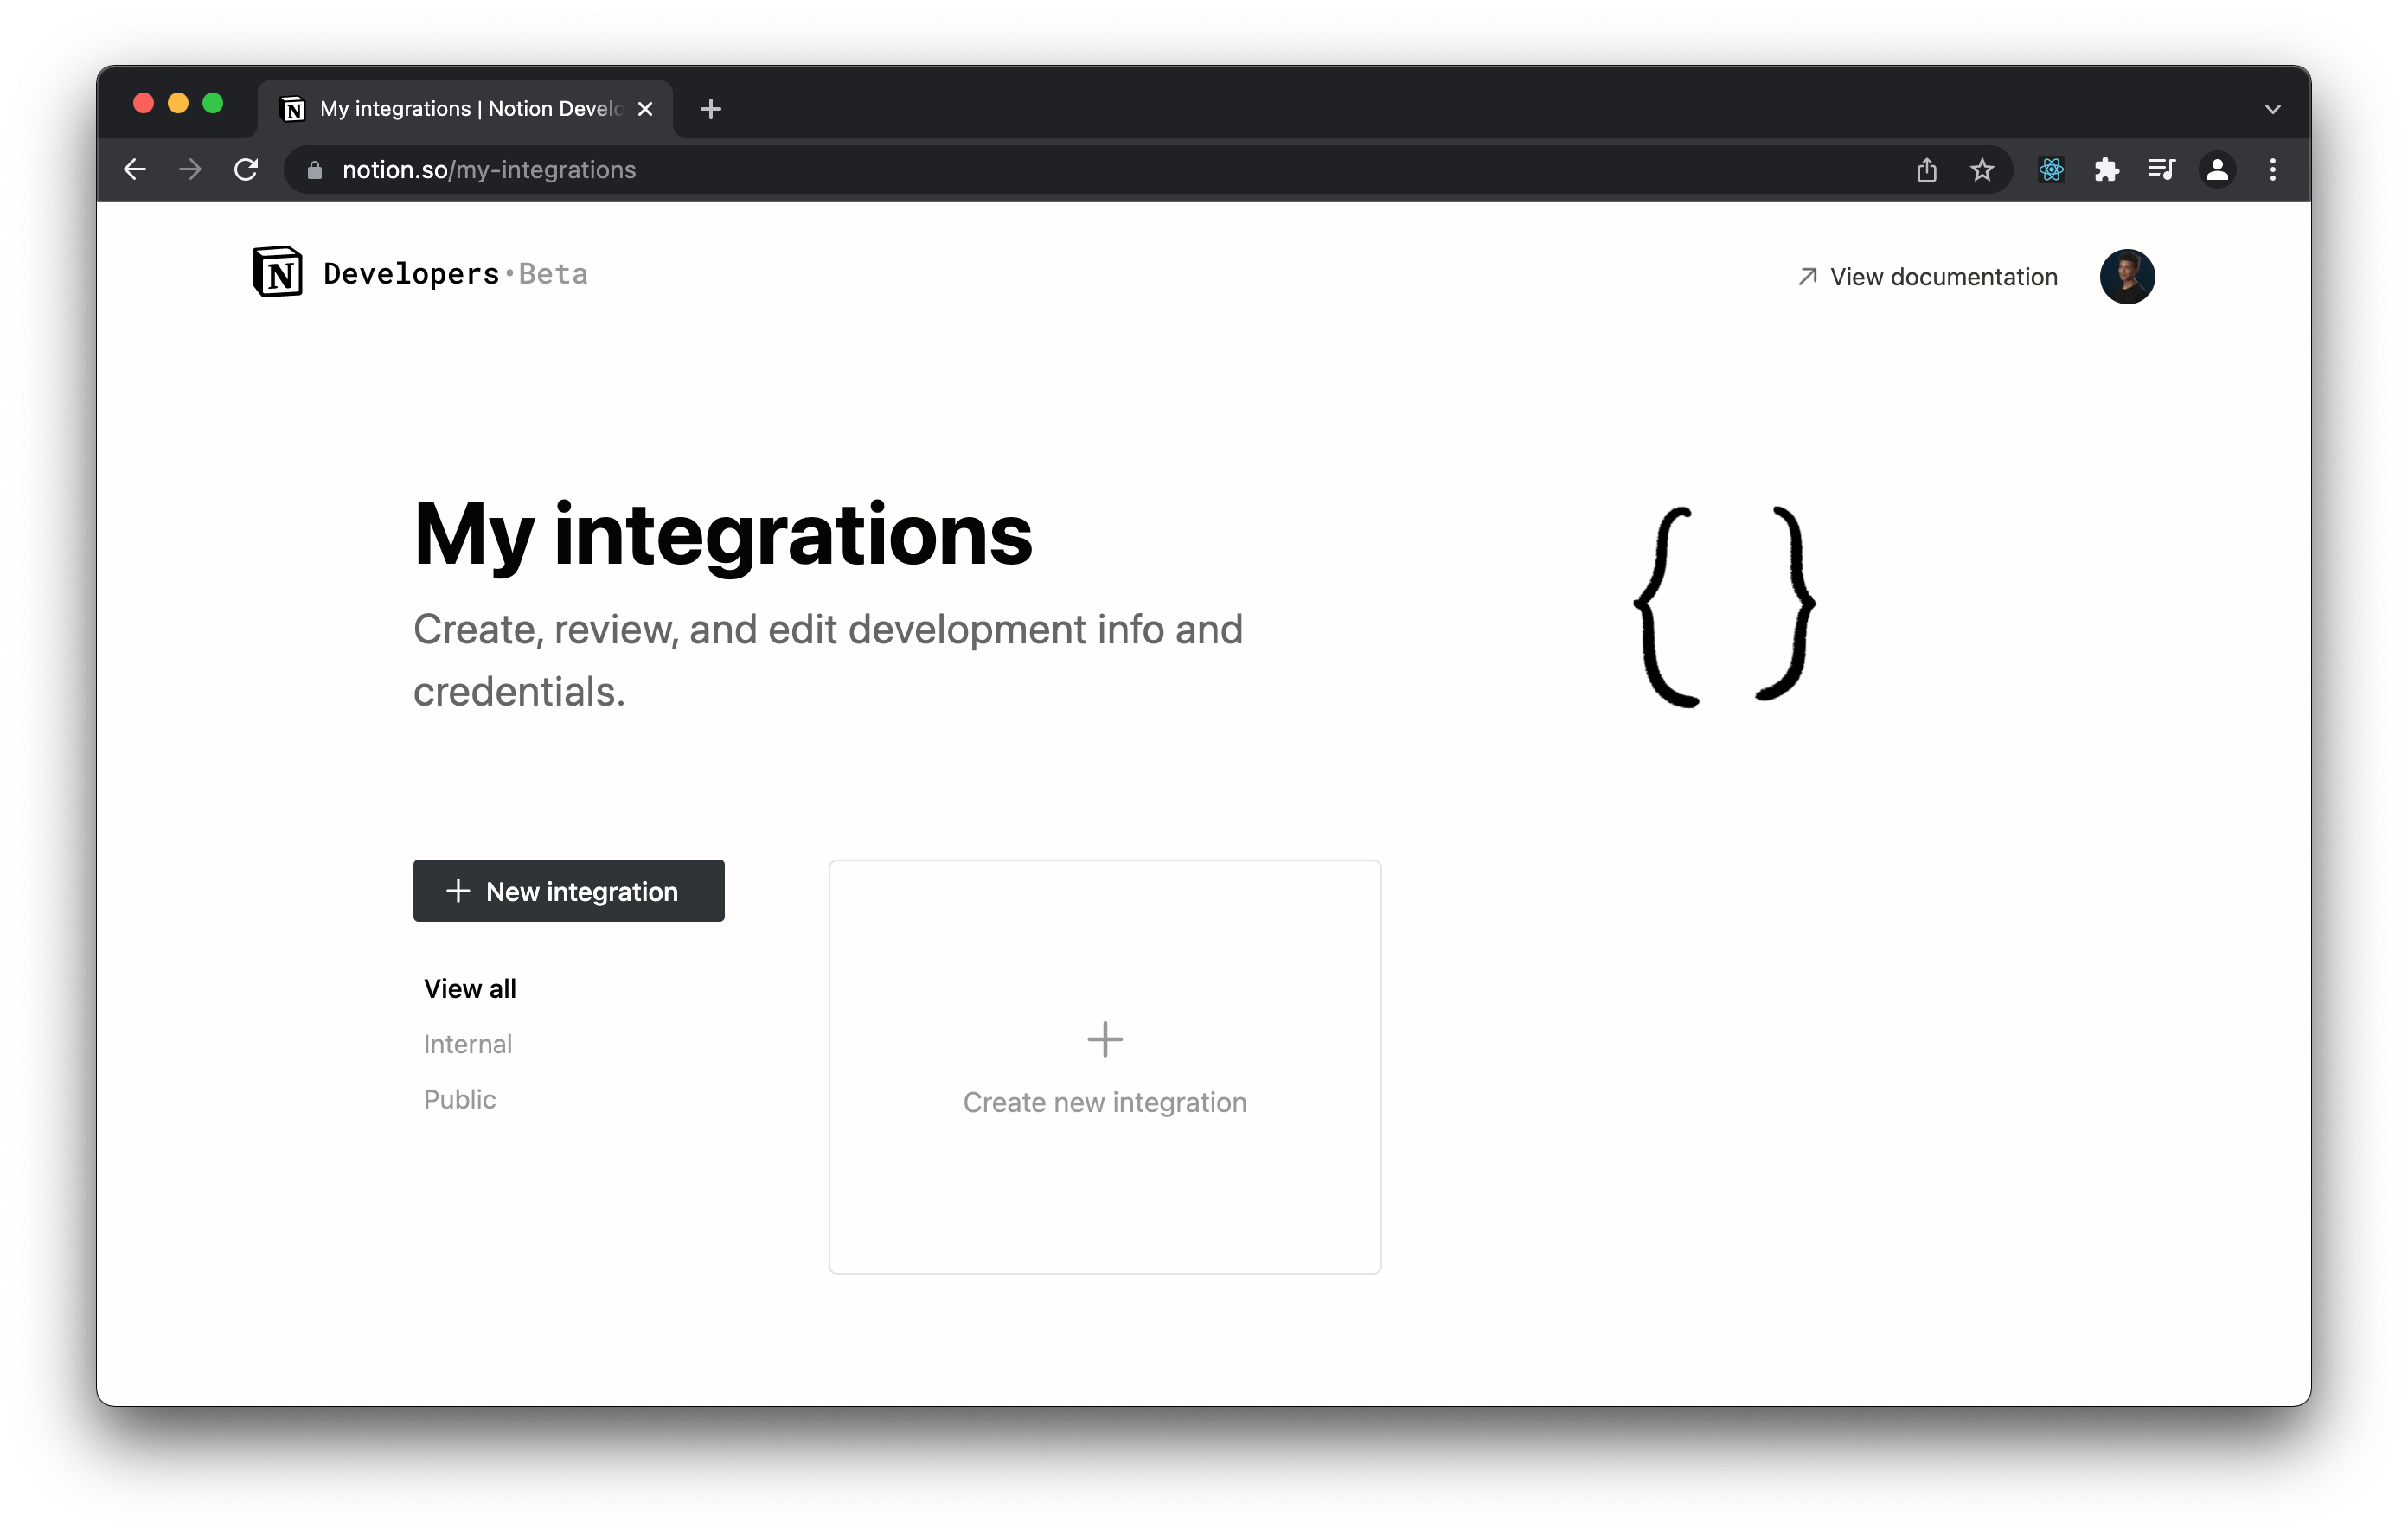 My integrations | Notion Develo
notion.so/my-integrations
N Developers•Beta
View documentation
My integrations
Create, review, and edit development info and
credentials.
{ }
New integration
View all
Internal
Public
Create new integration